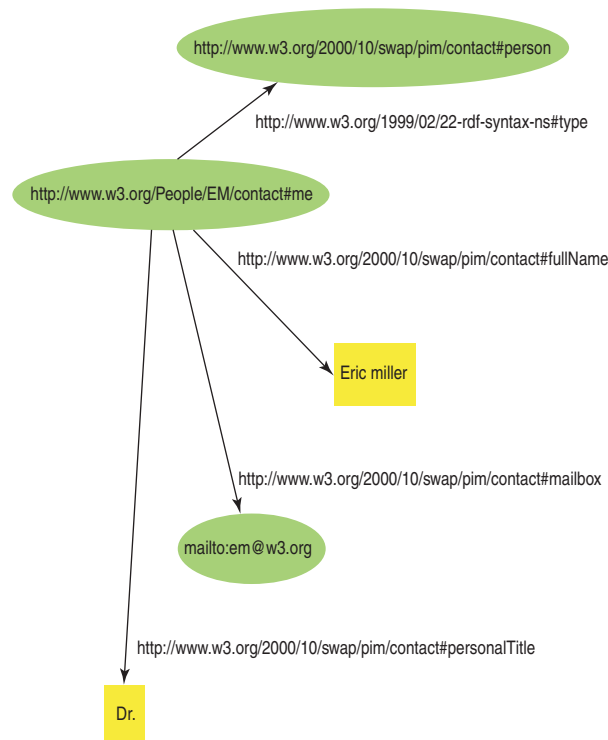 http://www.w3.org/2000/10/swap/pim/contact#person
http://www.w3.org/1999/02/22-rdf-syntax-ns#type
http://www.w3.org/People/EM/contact#me
http://www.w3.org/2000/10/swap/pim/contact#fullName
Eric miller
http://www.w3.org/2000/10/swap/pim/contact#mailbox
mailto:em@w3.org
http://www.w3.org/2000/10/swap/pim/contact#personalTitle
Dr.